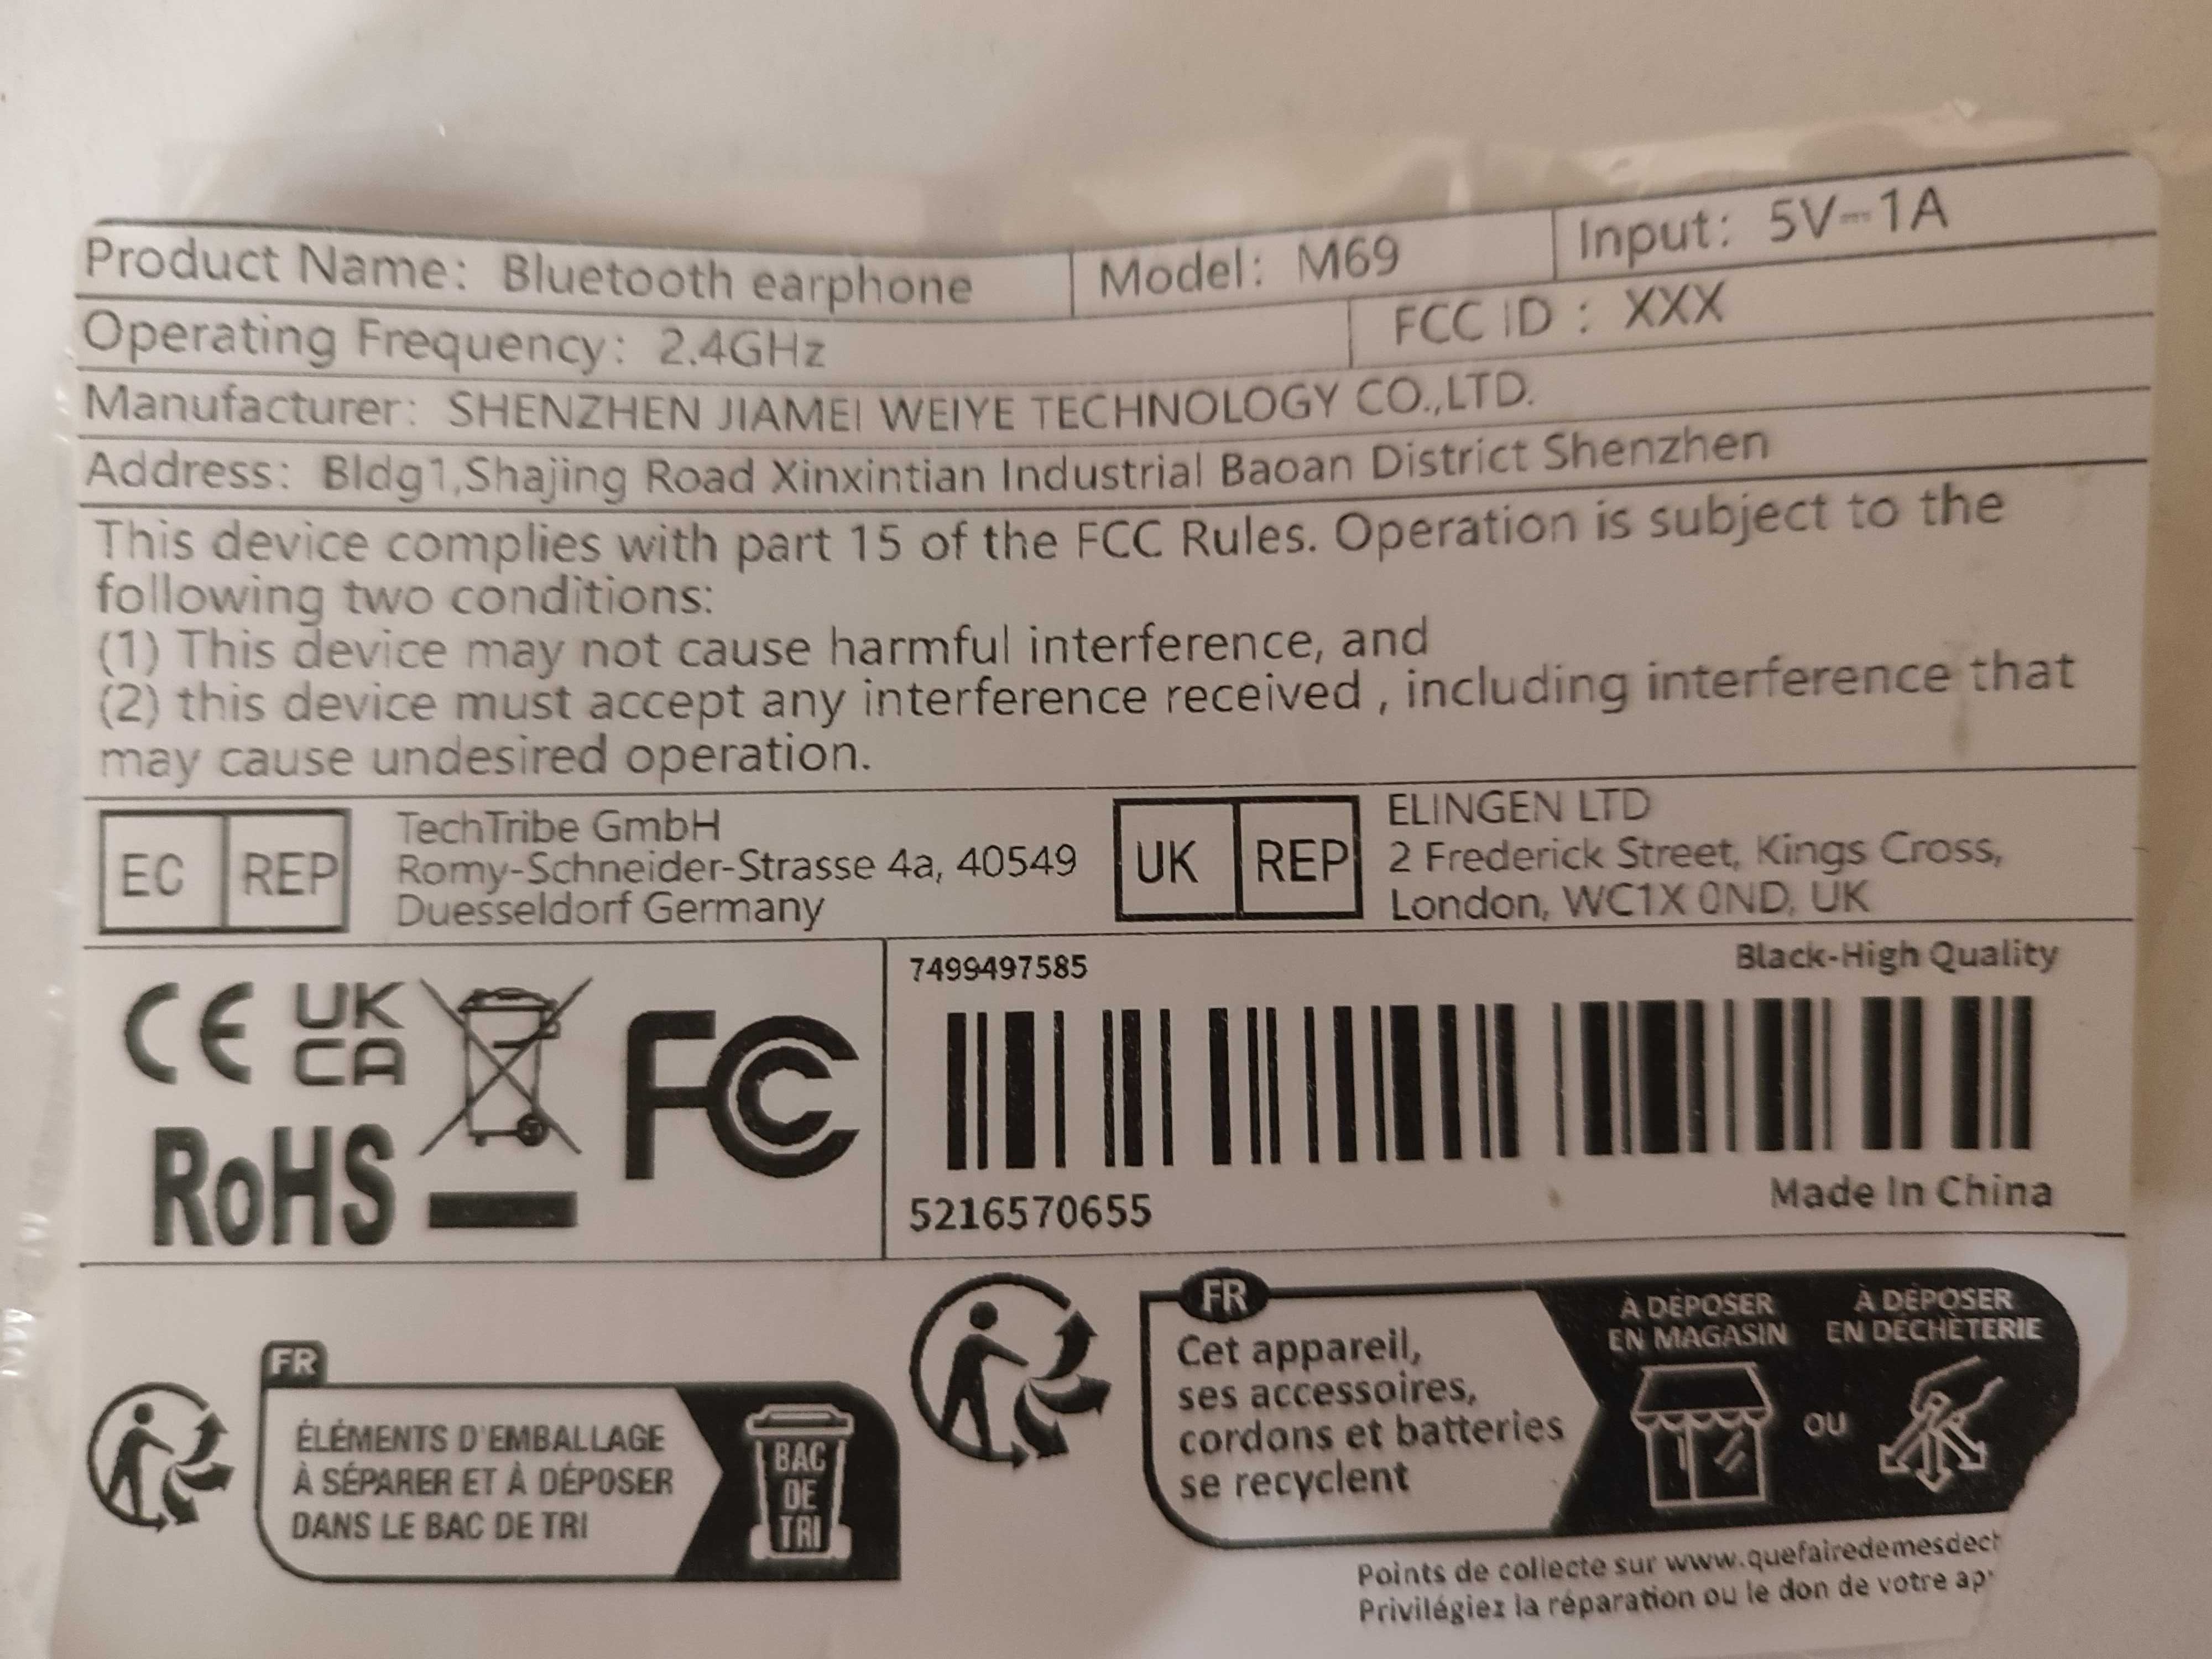 Product Name: Bluetooth earphone
Model: M69
Input: 5V⎓1A
Operating Frequency: 2.4GHz
FCC ID : XXX
Manufacturer: SHENZHEN JIAMEI WEIYE TECHNOLOGY CO.,LTD.
Address: Bldg1,Shajing Road Xinxintian Industrial Baoan District Shenzhen
This device complies with part 15 of the FCC Rules. Operation is subject to the
following two conditions:
(1) This device may not cause harmful interference, and
(2) this device must accept any interference received , including interference that
may cause undesired operation.
EC REP
TechTribe GmbH
Romy-Schneider-Strasse 4a, 40549
Duesseldorf Germany
UK REP
ELINGEN LTD
2 Frederick Street, Kings Cross,
London, WC1X 0ND, UK
CE
UK
CA
FC
RoHS
7499497585
Black-High Quality
5216570655
Made In China
FR
ÉLÉMENTS D'EMBALLAGE
À SÉPARER ET À DÉPOSER
DANS LE BAC DE TRI
BAC
DE
TRI
FR
Cet appareil,
ses accessoires,
cordons et batteries
se recyclent
À DÉPOSER
EN MAGASIN
OU
À DÉPOSER
EN DÉCHÈTERIE
Points de collecte sur www.quefairedemesdec
Privilégiez la réparation ou le don de votre ap